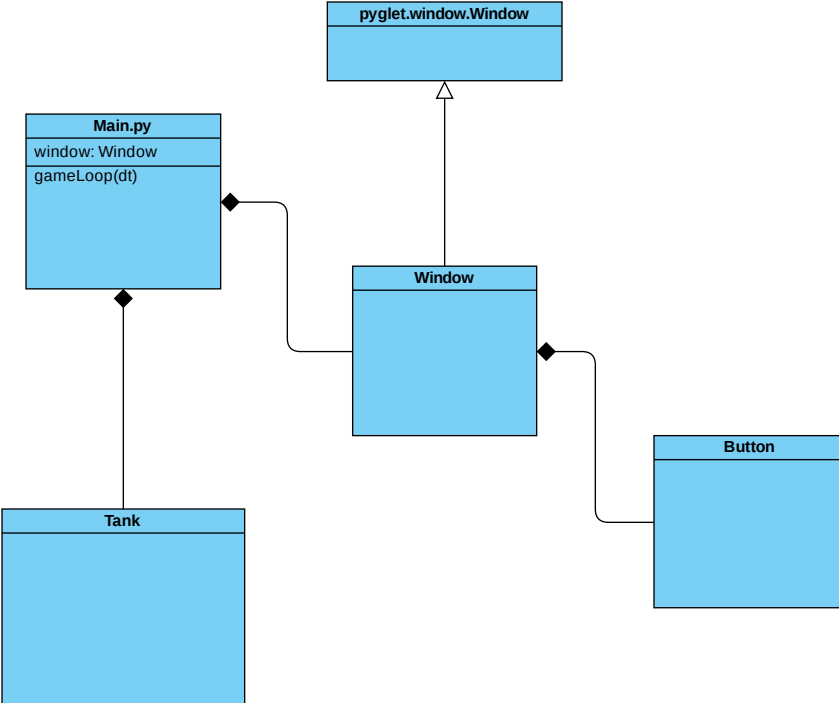 pyglet.window.Window
Main.py
window: Window
gameLoop(dt)
Window
Button
Tank